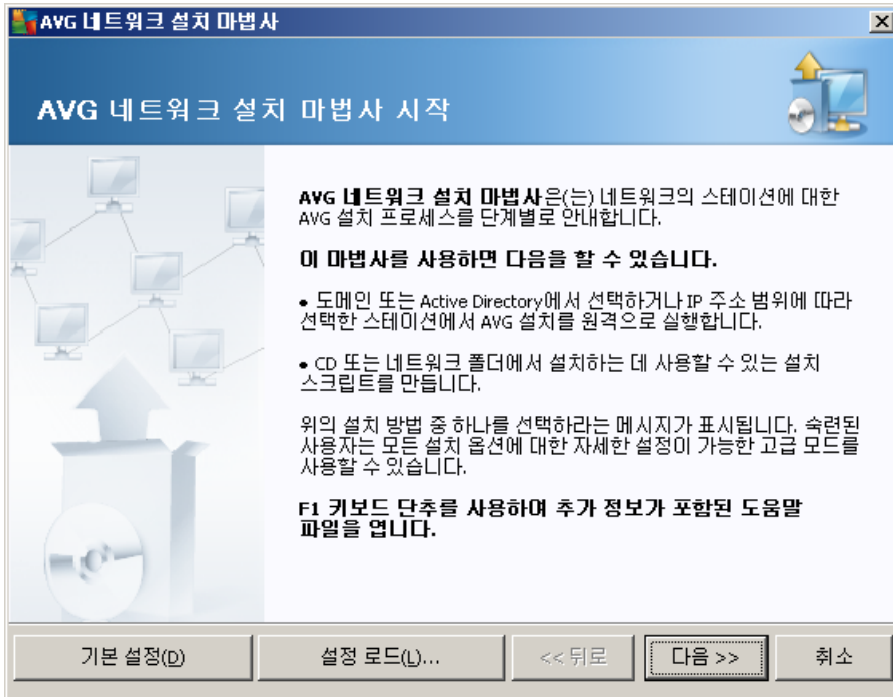 AVG 네트워크 설치 마법사
AVG 네트워크 설치 마법사 시작
AVG 네트워크 설치 마법사은(는) 네트워크의 스테이션에 대한
AVG 설치 프로세스를 단계별로 안내합니다.
이 마법사를 사용하면 다음을 할 수 있습니다.
• 도메인 또는 Active Directory에서 선택하거나 IP 주소 범위에 따라
선택한 스테이션에서 AVG 설치를 원격으로 실행합니다.
• CD 또는 네트워크 폴더에서 설치하는 데 사용할 수 있는 설치
스크립트를 만듭니다.
위의 설치 방법 중 하나를 선택하라는 메시지가 표시됩니다. 숙련된
사용자는 모든 설치 옵션에 대한 자세한 설정이 가능한 고급 모드를
사용할 수 있습니다.
F1 키보드 단추를 사용하여 추가 정보가 포함된 도움말
파일을 엽니다.
기본 설정(D) 설정 로드(L)... << 뒤로 다음 >> 취소